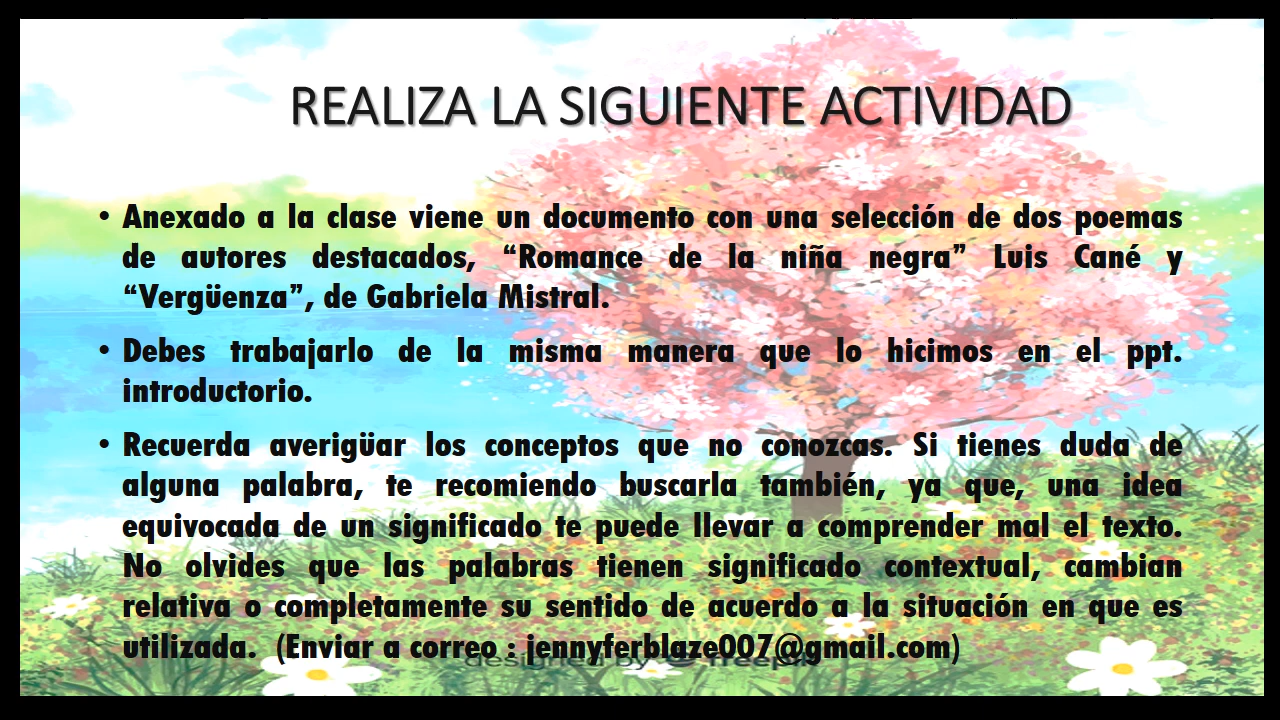 REALIZA LA SIGUIENTE ACTIVIDAD
• Anexado a la clase viene un documento con una selección de dos poemas
de autores destacados, “Romance de la niña negra” Luis Cané y
“Vergüenza”, de Gabriela Mistral.
• Debes trabajarlo de la misma manera que lo hicimos en el ppt.
introductorio.
• Recuerda averigüar los conceptos que no conozcas. Si tienes duda de
alguna palabra, te recomiendo buscarla también, ya que, una idea
equivocada de un significado te puede llevar a comprender mal el texto.
No olvides que las palabras tienen significado contextual, cambian
relativa o completamente su sentido de acuerdo a la situación en que es
utilizada. (Enviar a correo : jennyferblaze007@gmail.com)
designed by